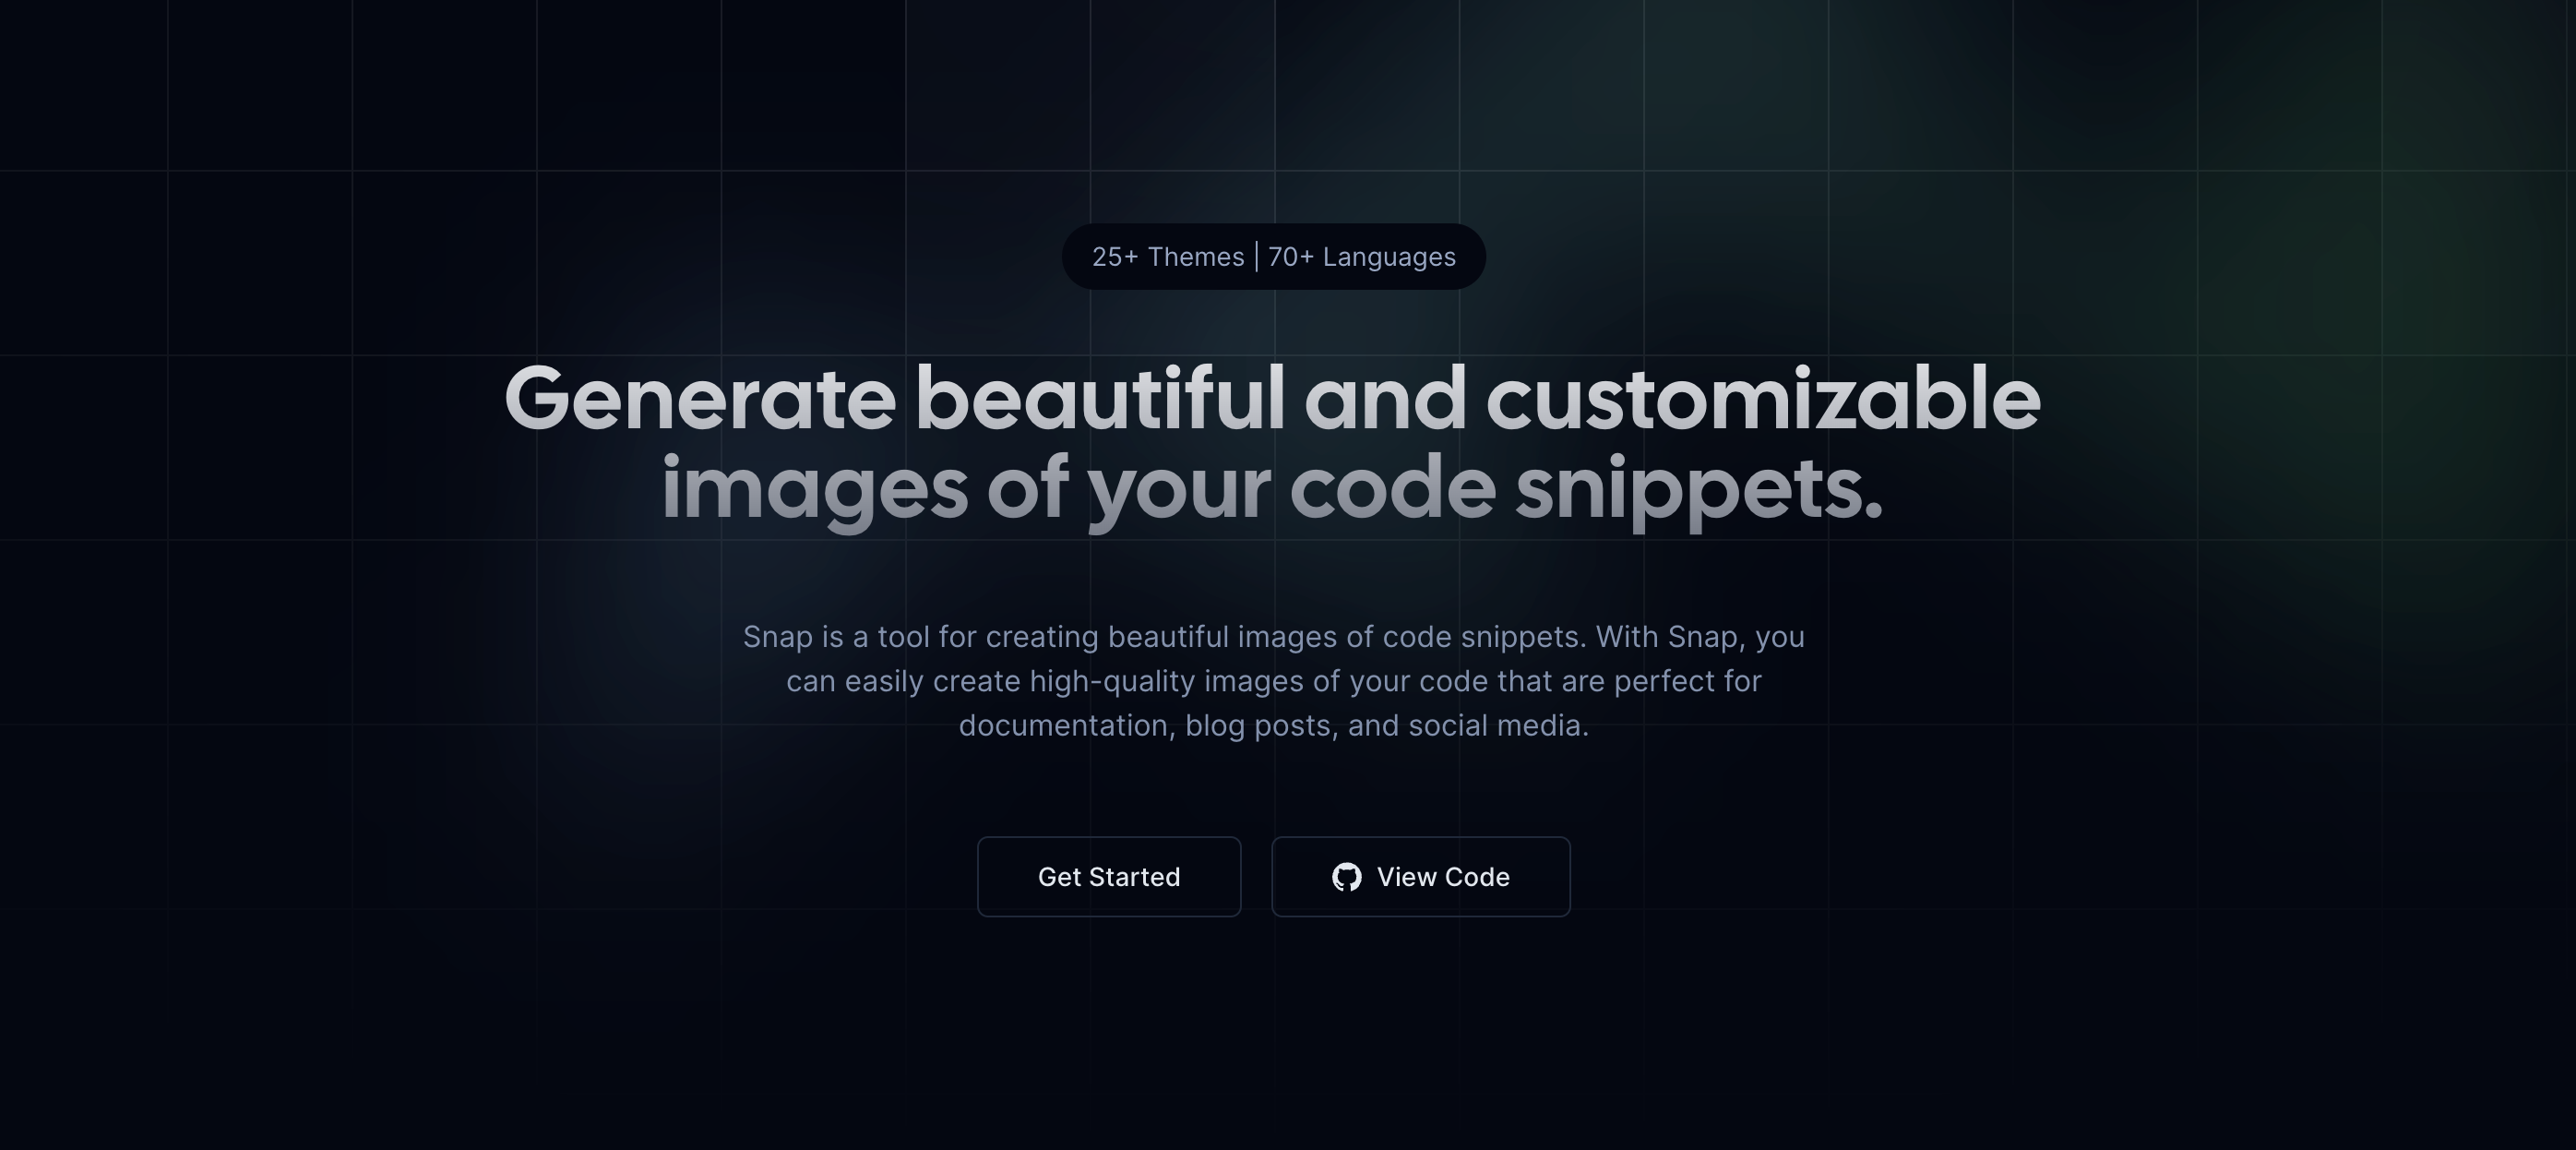 25+ Themes | 70+ Languages
Generate beautiful and customizable
images of your code snippets.
Snap is a tool for creating beautiful images of code snippets. With Snap, you
can easily create high-quality images of your code that are perfect for
documentation, blog posts, and social media.
Get Started
View Code